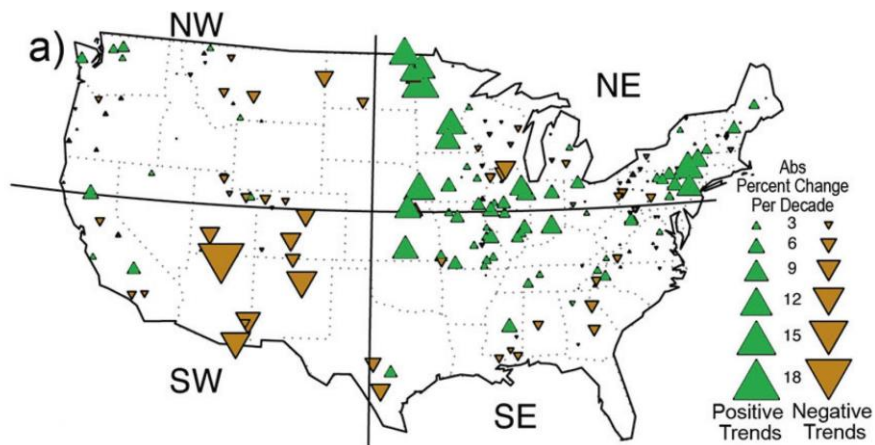 a)
NW
NE
SW
SE
Abs
Percent Change
Per Decade
3
6
9
12
15
18
Positive Negative
Trends Trends